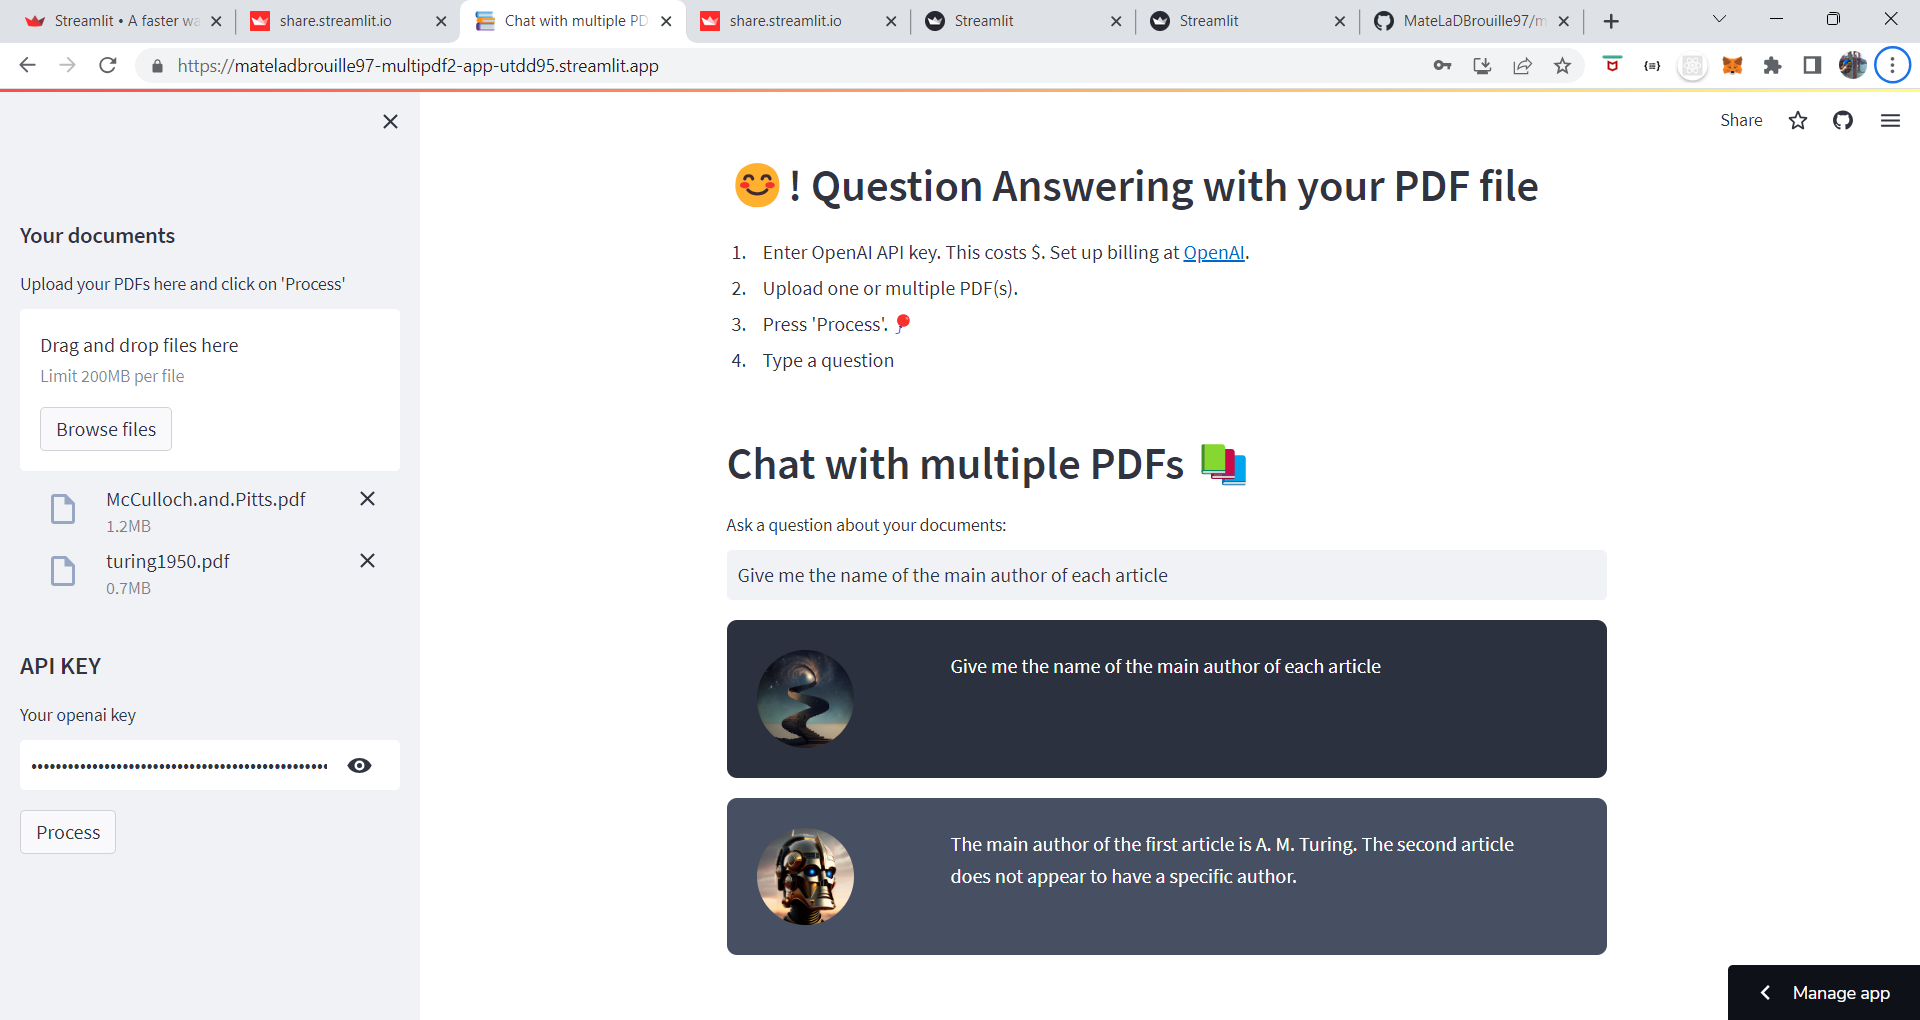 Streamlit • A faster wa
share.streamlit.io
Chat with multiple PD
share.streamlit.io
Streamlit
Streamlit
MateLaDBrouille97/m
https://mateladbrouille97-multipdf2-app-utdd95.streamlit.app
Share
Your documents
Upload your PDFs here and click on 'Process'
Drag and drop files here
Limit 200MB per file
Browse files
McCulloch.and.Pitts.pdf
1.2MB
turing1950.pdf
0.7MB
API KEY
Your openai key
Process
😊! Question Answering with your PDF file
1. Enter OpenAI API key. This costs $. Set up billing at OpenAI.
2. Upload one or multiple PDF(s).
3. Press 'Process'. 🎈
4. Type a question
Chat with multiple PDFs 📚
Ask a question about your documents:
Give me the name of the main author of each article
Give me the name of the main author of each article
The main author of the first article is A. M. Turing. The second article
does not appear to have a specific author.
Manage app